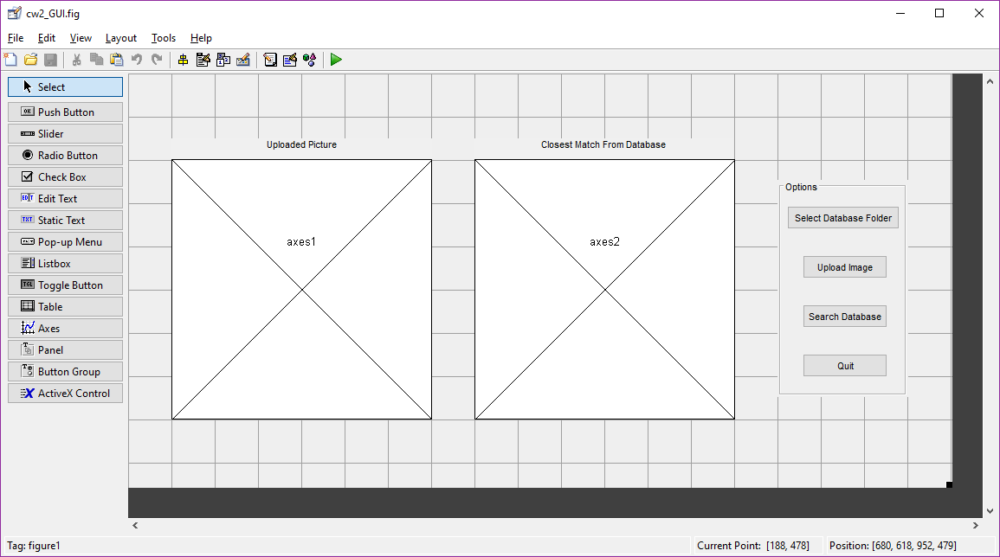 cw2_GUI.fig
File Edit View Layout Tools Help
Select
Push Button
Slider
Radio Button
Check Box
Edit Text
Static Text
Pop-up Menu
Listbox
Toggle Button
Table
Axes
Panel
Button Group
ActiveX Control
Uploaded Picture
axes1
Closest Match From Database
axes2
Options
Select Database Folder
Upload Image
Search Database
Quit
Tag: figure1
Current Point: [188, 478]
Position: [680, 618, 952, 479]